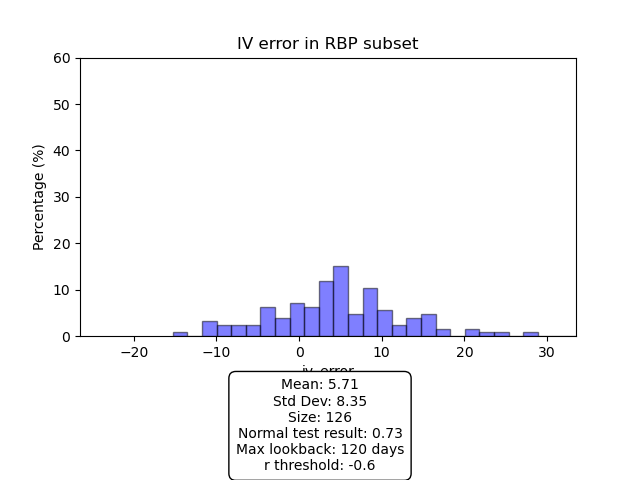 IV error in RBP subset
60
50
40
30
20
10
0
Percentage (%)
−20
−10
0
10
20
30
iv_error
Mean: 5.71
Std Dev: 8.35
Size: 126
Normal test result: 0.73
Max lookback: 120 days
r threshold: -0.6